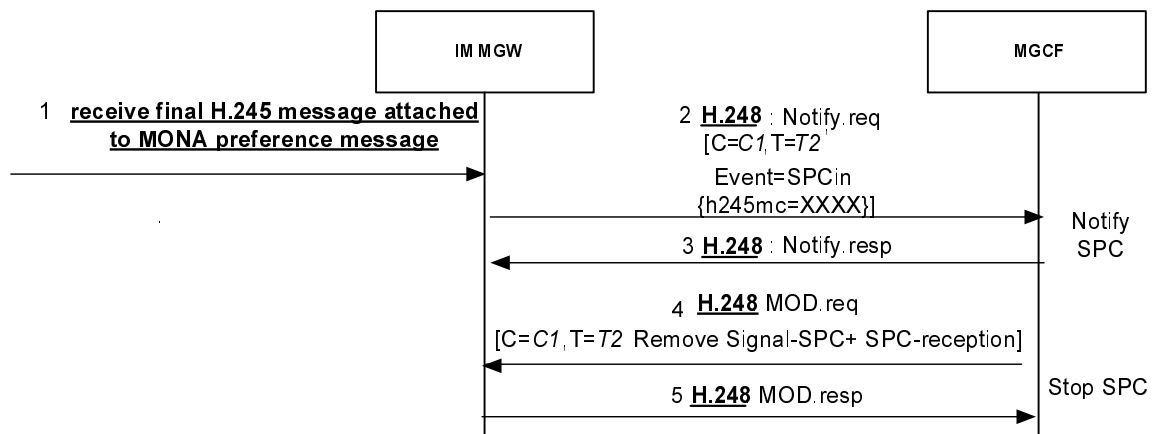 IM MGW
MGCF
1 receive final H.245 message attached
to MONA preference message
2 H.248 : Notify.req
[C=C1,T=T2
Event=SPCin
{h245mc=XXXX}]
Notify
SPC
3 H.248 : Notify.resp
4 H.248 MOD.req
[C=C1,T=T2 Remove Signal-SPC+ SPC-reception]
Stop SPC
5 H.248 MOD.resp